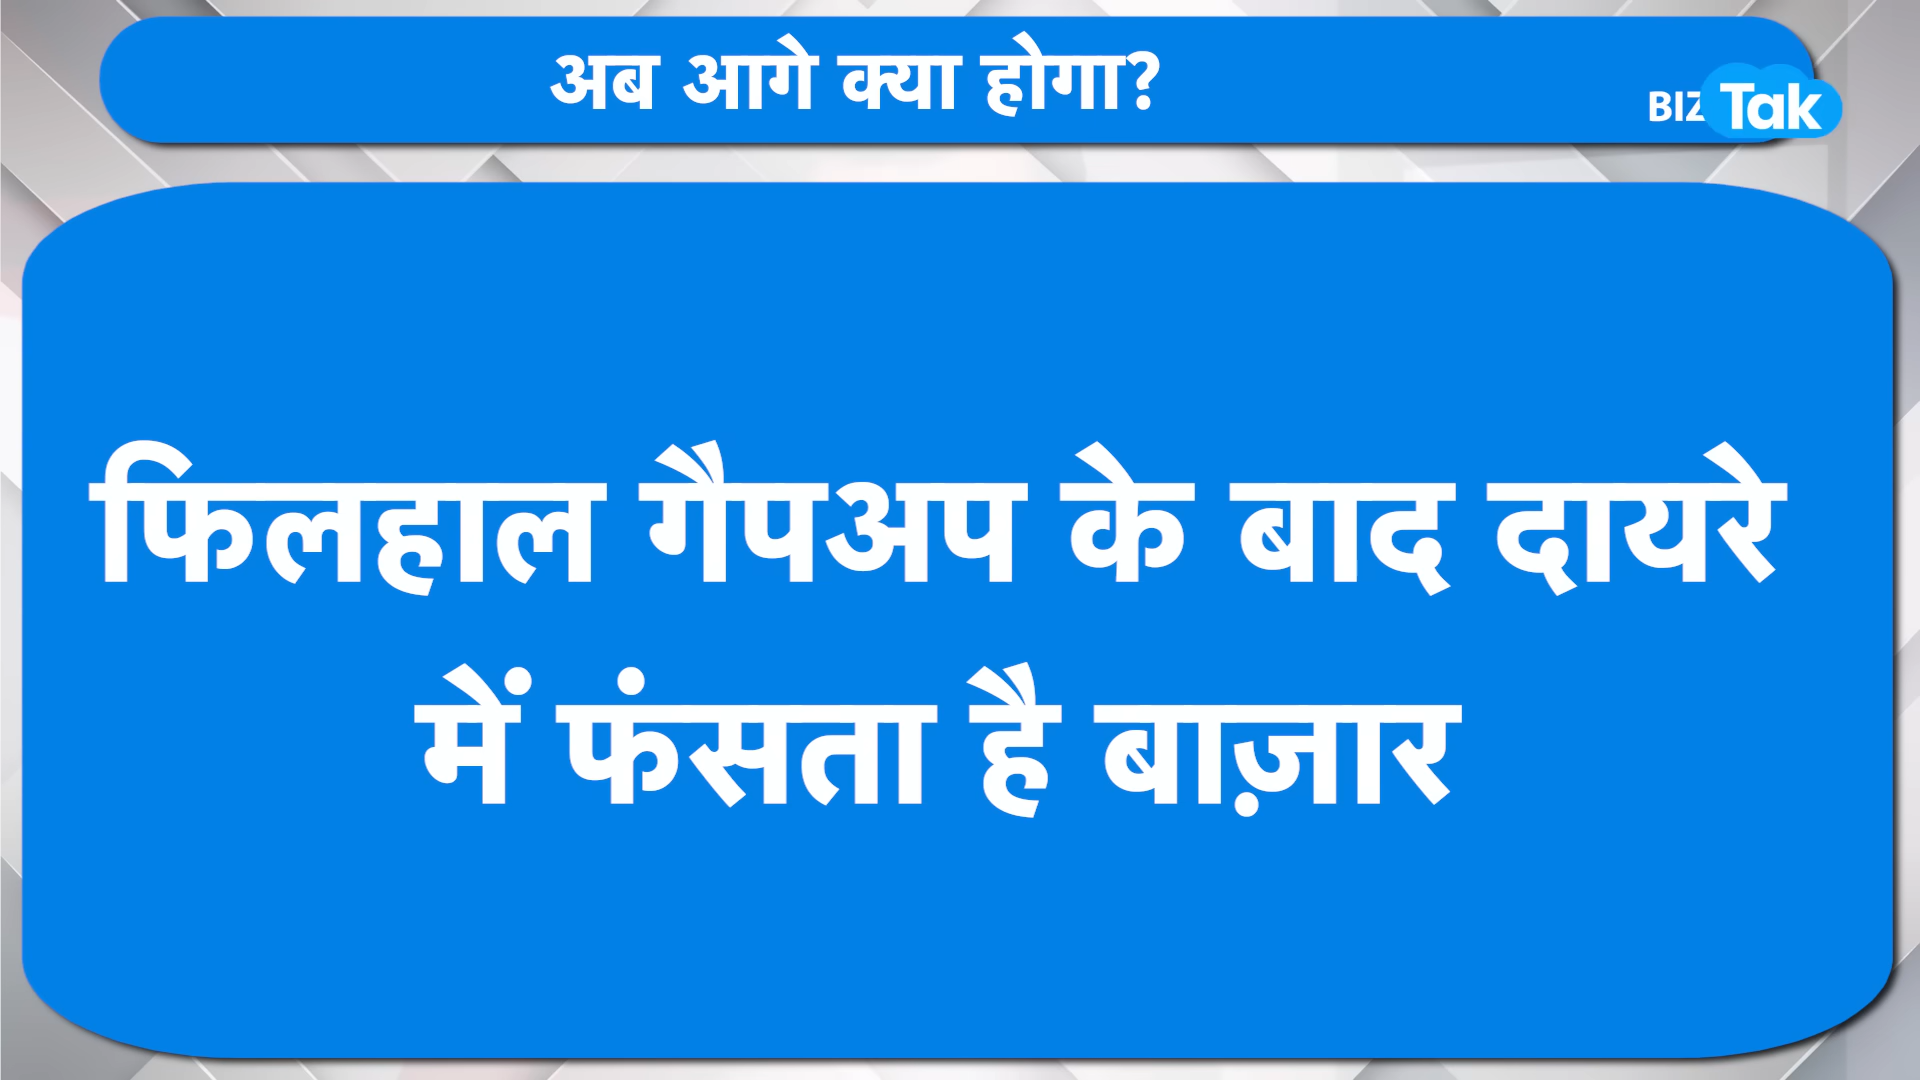 अब आगे क्या होगा?
BIZ Tak
फिलहाल गैपअप के बाद दायरे
में फंसता है बाज़ार